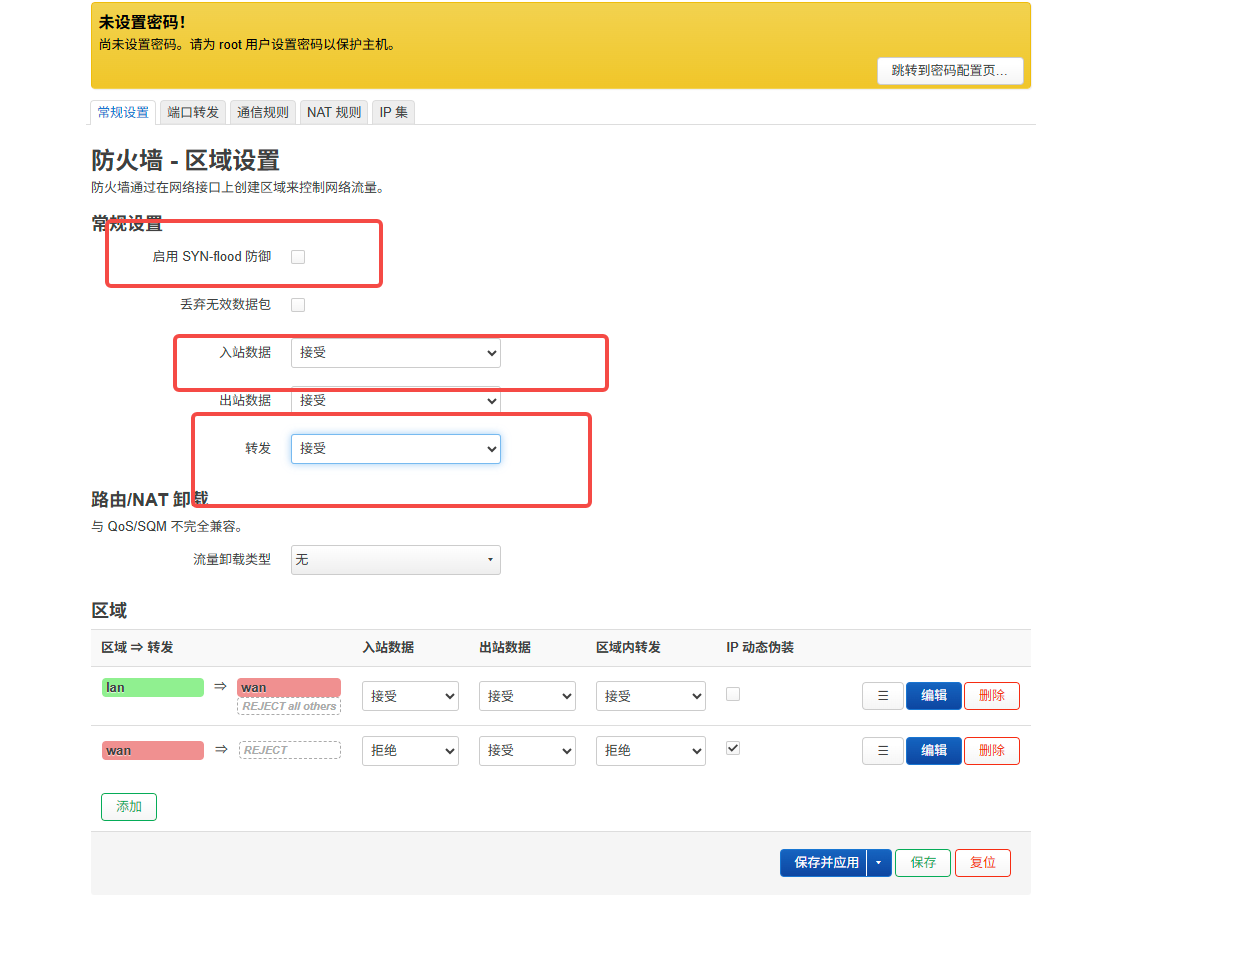 未设置密码！
尚未设置密码。请为 root 用户设置密码以保护主机。
跳转到密码配置页…
常规设置 端口转发 通信规则 NAT 规则 IP 集
防火墙 - 区域设置
防火墙通过在网络接口上创建区域来控制网络流量。
常规设置
启用 SYN-flood 防御
丢弃无效数据包
入站数据 接受
出站数据 接受
转发 接受
路由/NAT 卸载
与 QoS/SQM 不完全兼容。
流量卸载类型 无
区域
区域 ⇒ 转发 入站数据 出站数据 区域内转发 IP 动态伪装
lan ⇒ wan 接受 接受 接受 ☰ 编辑 删除
REJECT all others
wan ⇒ REJECT 拒绝 接受 拒绝 ☰ 编辑 删除
添加
保存并应用 保存 复位